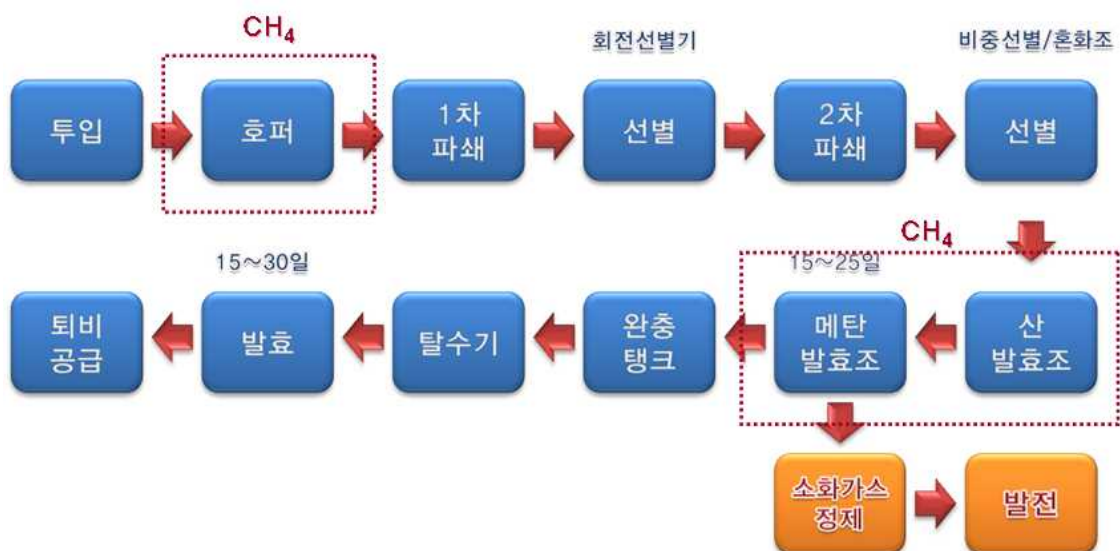 CH₄
회전선별기
비중선별/혼화조
투입
호퍼
1차
파쇄
선별
2차
파쇄
선별
CH₄
15~30일
15~25일
퇴비
공급
발효
탈수기
완충
탱크
메탄
발효조
산
발효조
소화가스
정제
발전